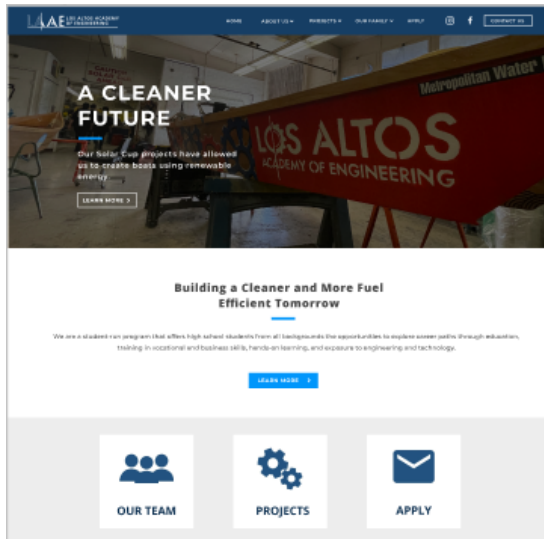 LAAE LOS ALTOS ACADEMY
OF ENGINEERING
HOME ABOUT US PROJECTS OUR FAMILY APPLY CONTACT US
A CLEANER
FUTURE
Our Solar Cup projects have allowed
us to create boats using renewable
energy.
LEARN MORE >
Metropolitan Water
LOS ALTOS
ACADEMY OF ENGINEERING
Building a Cleaner and More Fuel
Efficient Tomorrow
We are a student-run program that offers high school students from all backgrounds the opportunities to explore career paths through education,
training in vocational and business skills, hands-on learning, and exposure to engineering and technology.
LEARN MORE >
OUR TEAM
PROJECTS
APPLY